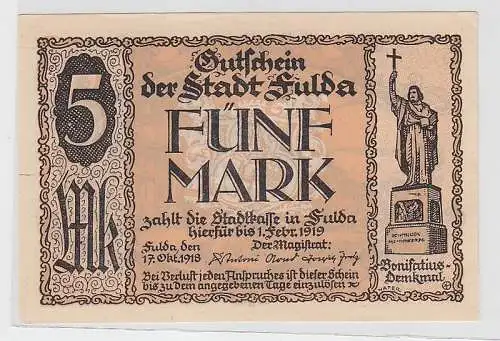 5
Mk
Gutschein
der Stadt Fulda
FÜNF
MARK
zahlt die Stadtkasse in Fulda
hierfür bis 1. Febr. 1919
Fulda, den
17. Okt. 1918
Der Magistrat:
Dr Antoni
Bei Verlust jeden Anspruches ist dieser Schein
bis zu dem angegebenen Tage einzulösen
Bonifatius-
Denkmal